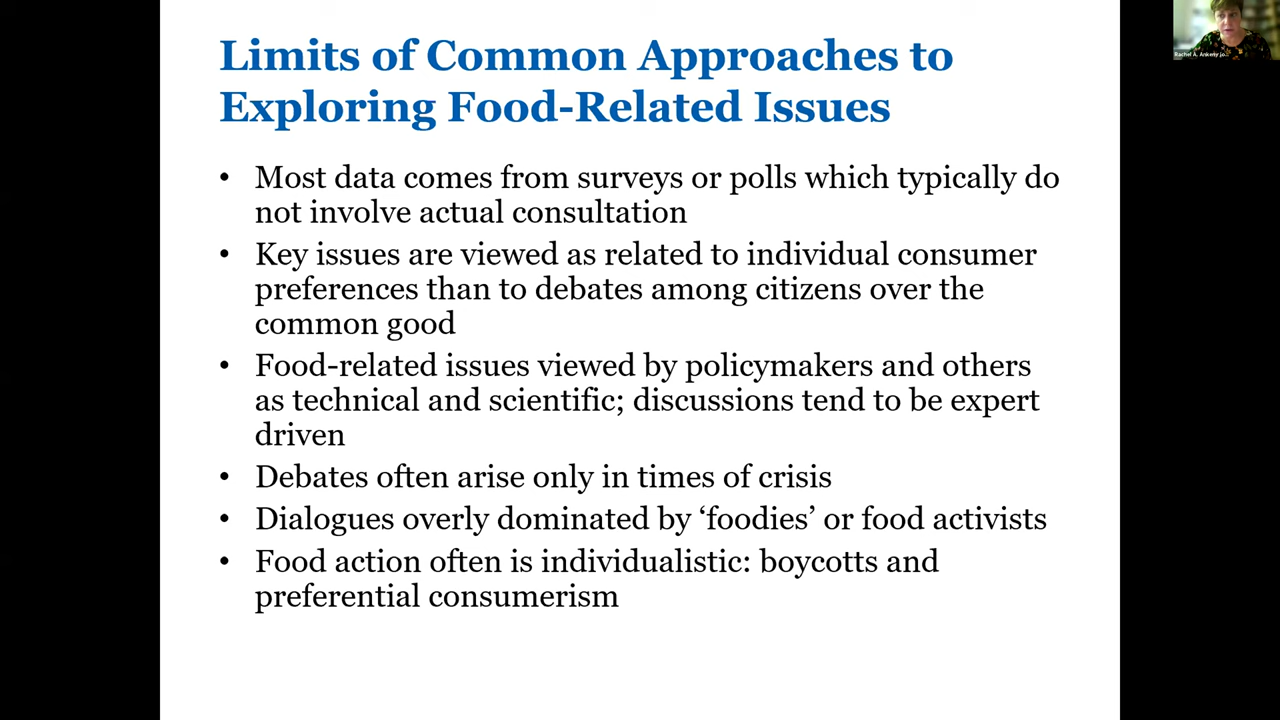 Limits of Common Approaches to
Exploring Food-Related Issues
• Most data comes from surveys or polls which typically do
not involve actual consultation
• Key issues are viewed as related to individual consumer
preferences than to debates among citizens over the
common good
• Food-related issues viewed by policymakers and others
as technical and scientific; discussions tend to be expert
driven
• Debates often arise only in times of crisis
• Dialogues overly dominated by ‘foodies’ or food activists
• Food action often is individualistic: boycotts and
preferential consumerism
Rachel A. Ankeny